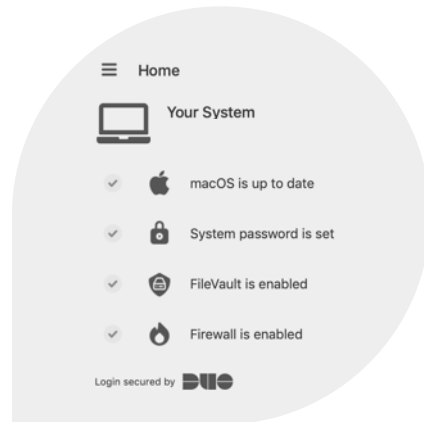 Home
Your System
macOS is up to date
System password is set
FileVault is enabled
Firewall is enabled
Login secured by DUO